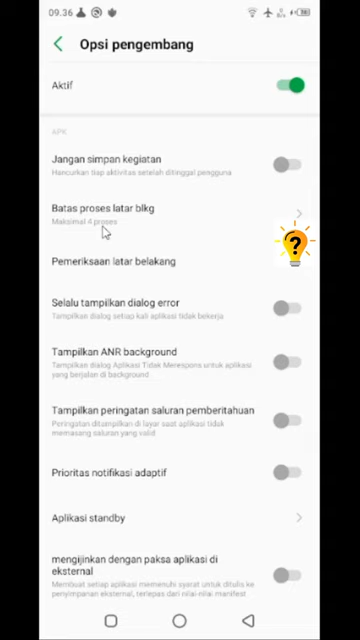 09.36
Opsi pengembang
Aktif
APK
Jangan simpan kegiatan
Hancurkan tiap aktivitas setelah ditinggal pengguna
Batas proses latar blkg
Maksimal 4 proses
?
Pemeriksaan latar belakang
Selalu tampilkan dialog error
Tampilkan dialog setiap kali aplikasi tidak bekerja
Tampilkan ANR background
Tampilkan dialog Aplikasi Tidak Merespons untuk aplikasi
yang berjalan di background
Tampilkan peringatan saluran pemberitahuan
Peringatan ditampilkan di layar saat aplikasi tidak
memasang saluran yang valid
Prioritas notifikasi adaptif
Aplikasi standby
mengijinkan dengan paksa aplikasi di
eksternal
Membuat setiap aplikasi memenuhi syarat untuk ditulis ke
penyimpanan eksternal, terlepas dari nilai-nilai manifest